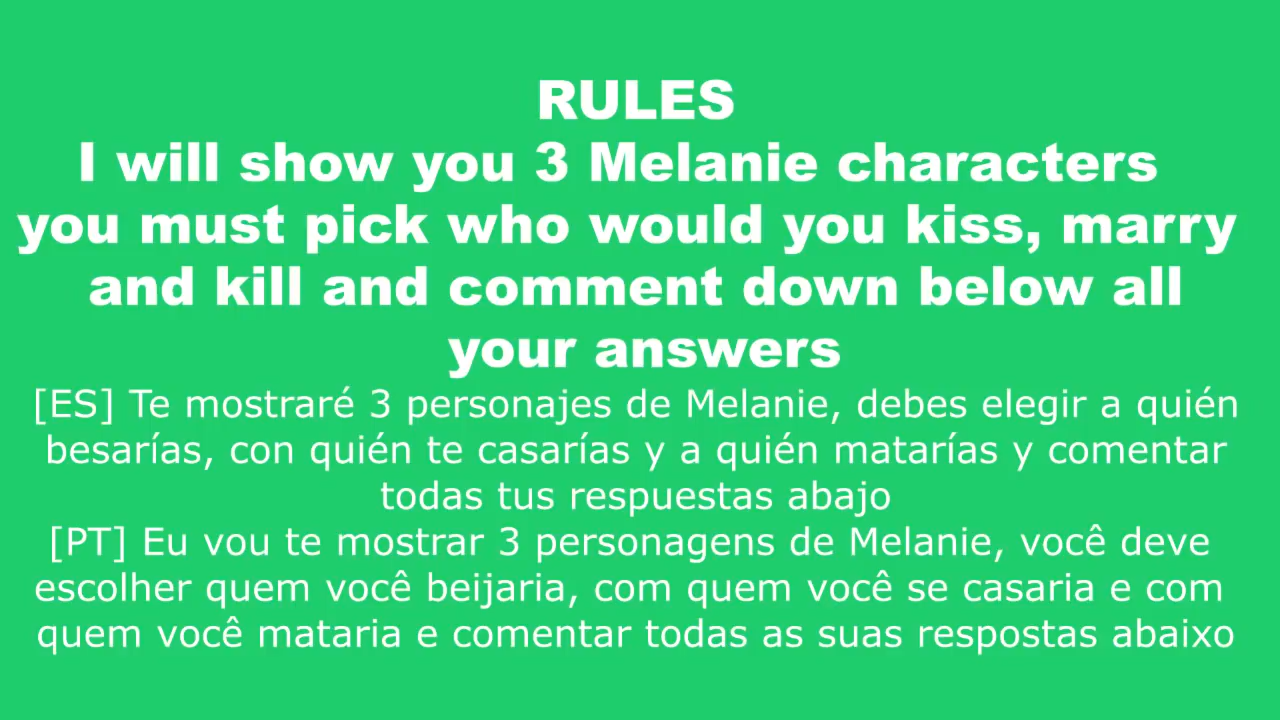 RULES
I will show you 3 Melanie characters
you must pick who would you kiss, marry
and kill and comment down below all
your answers
[ES] Te mostraré 3 personajes de Melanie, debes elegir a quién
besarías, con quién te casarías y a quién matarías y comentar
todas tus respuestas abajo
[PT] Eu vou te mostrar 3 personagens de Melanie, você deve
escolher quem você beijaria, com quem você se casaria e com
quem você mataria e comentar todas as suas respostas abaixo